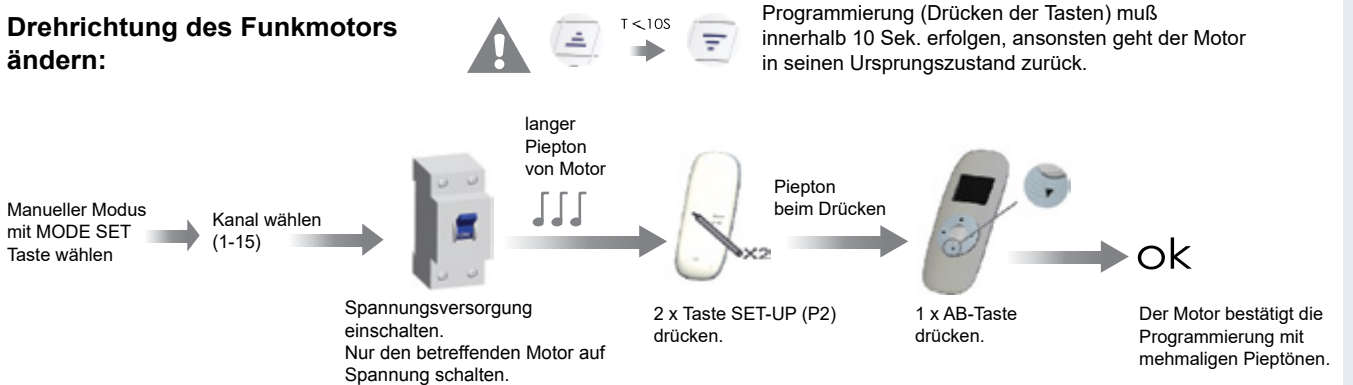 Drehrichtung des Funkmotors
ändern:
T<10S
Programmierung (Drücken der Tasten) muß
innerhalb 10 Sek. erfolgen, ansonsten geht der Motor
in seinen Ursprungszustand zurück.
Manueller Modus
mit MODE SET
Taste wählen
Kanal wählen
(1-15)
Spannungsversorgung
einschalten.
Nur den betreffenden Motor auf
Spannung schalten.
langer
Piepton
von Motor
X2
2 x Taste SET-UP (P2)
drücken.
Piepton
beim Drücken
1 x AB-Taste
drücken.
ok
Der Motor bestätigt die
Programmierung mit
mehmaligen Pieptönen.